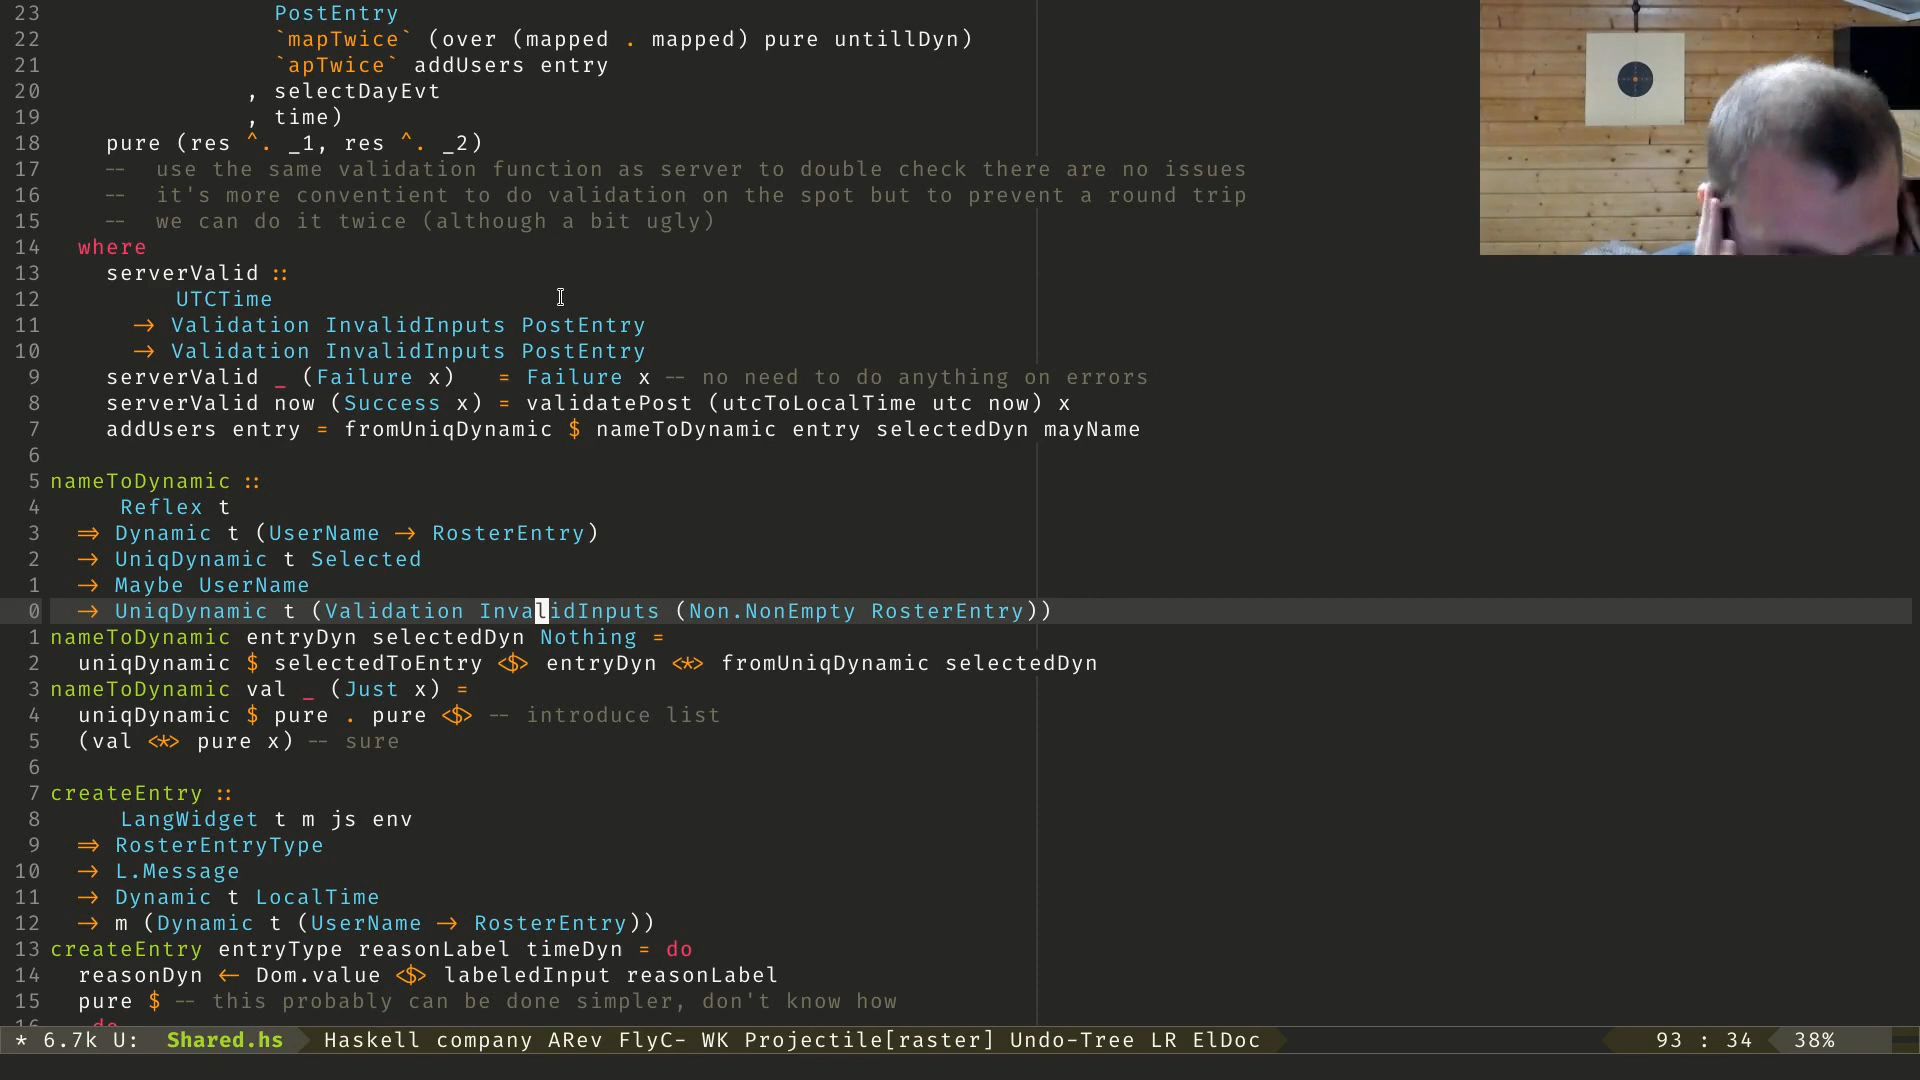 23 PostEntry
22 `mapTwice` (over (mapped . mapped) pure untillDyn)
21 `apTwice` addUsers entry
20 , selectDayEvt
19 , time)
18 pure (res ^. _1, res ^. _2)
17 -- use the same validation function as server to double check there are no issues
16 -- it's more conventient to do validation on the spot but to prevent a round trip
15 -- we can do it twice (although a bit ugly)
14 where
13 serverValid ::
12 UTCTime
11 → Validation InvalidInputs PostEntry
10 → Validation InvalidInputs PostEntry
9 serverValid _ (Failure x) = Failure x -- no need to do anything on errors
8 serverValid now (Success x) = validatePost (utcToLocalTime utc now) x
7 addUsers entry = fromUniqDynamic $ nameToDynamic entry selectedDyn mayName
6
5 nameToDynamic ::
4 Reflex t
3 ⇒ Dynamic t (UserName → RosterEntry)
2 → UniqDynamic t Selected
1 → Maybe UserName
0 → UniqDynamic t (Validation InvalidInputs (Non.NonEmpty RosterEntry))
1 nameToDynamic entryDyn selectedDyn Nothing =
2 uniqDynamic $ selectedToEntry <$> entryDyn <*> fromUniqDynamic selectedDyn
3 nameToDynamic val _ (Just x) =
4 uniqDynamic $ pure . pure <$> -- introduce list
5 (val <*> pure x) -- sure
6
7 createEntry ::
8 LangWidget t m js env
9 ⇒ RosterEntryType
10 → L.Message
11 → Dynamic t LocalTime
12 → m (Dynamic t (UserName → RosterEntry))
13 createEntry entryType reasonLabel timeDyn = do
14 reasonDyn ← Dom.value <$> labeledInput reasonLabel
15 pure $ -- this probably can be done simpler, don't know how
16 do
* 6.7k U: Shared.hs Haskell company ARev FlyC- WK Projectile[raster] Undo-Tree LR ElDoc 93 : 34 38%